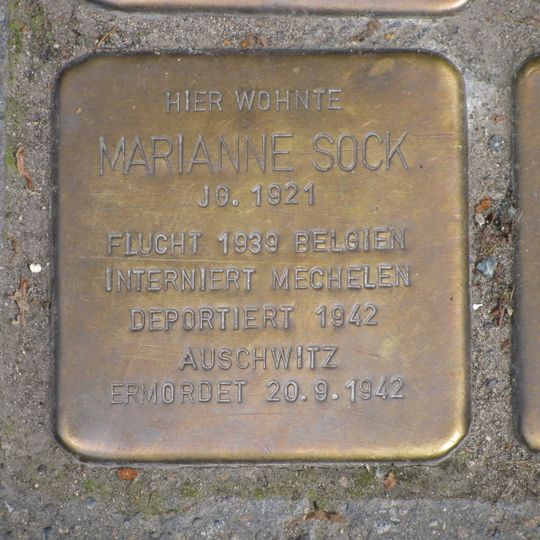 HIER WOHNTE
MARIANNE SOCK
JG. 1921
FLUCHT 1939 BELGIEN
INTERNIERT MECHELEN
DEPORTIERT 1942
AUSCHWITZ
ERMORDET 20.9.1942